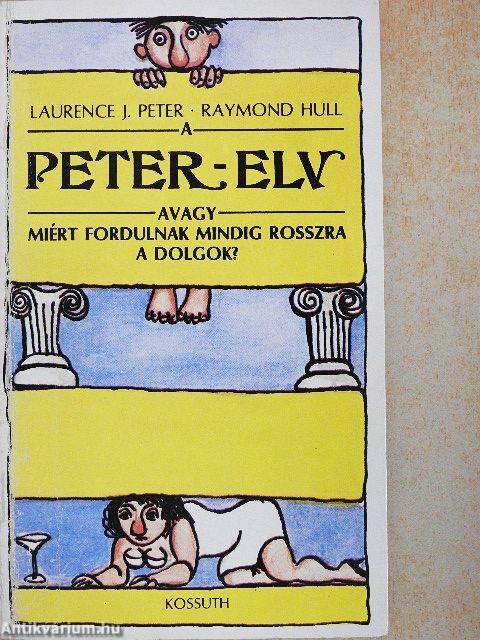 LAURENCE J. PETER · RAYMOND HULL
A
PETER-ELV
AVAGY
MIÉRT FORDULNAK MINDIG ROSSZRA
A DOLGOK?
KOSSUTH
Antikvarium.hu